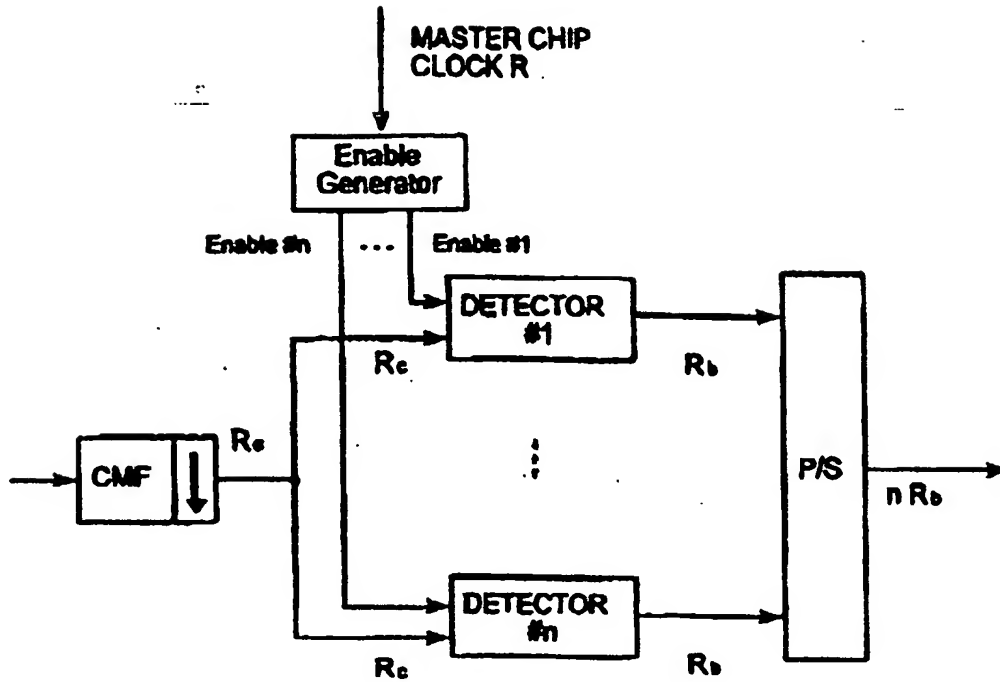 MASTER CHIP
CLOCK R
Enable
Generator
Enable #n
Enable #1
DETECTOR
#1
Rc
Rb
Rc
CMF
P/S
n Rb
DETECTOR
#n
Rc
Rb